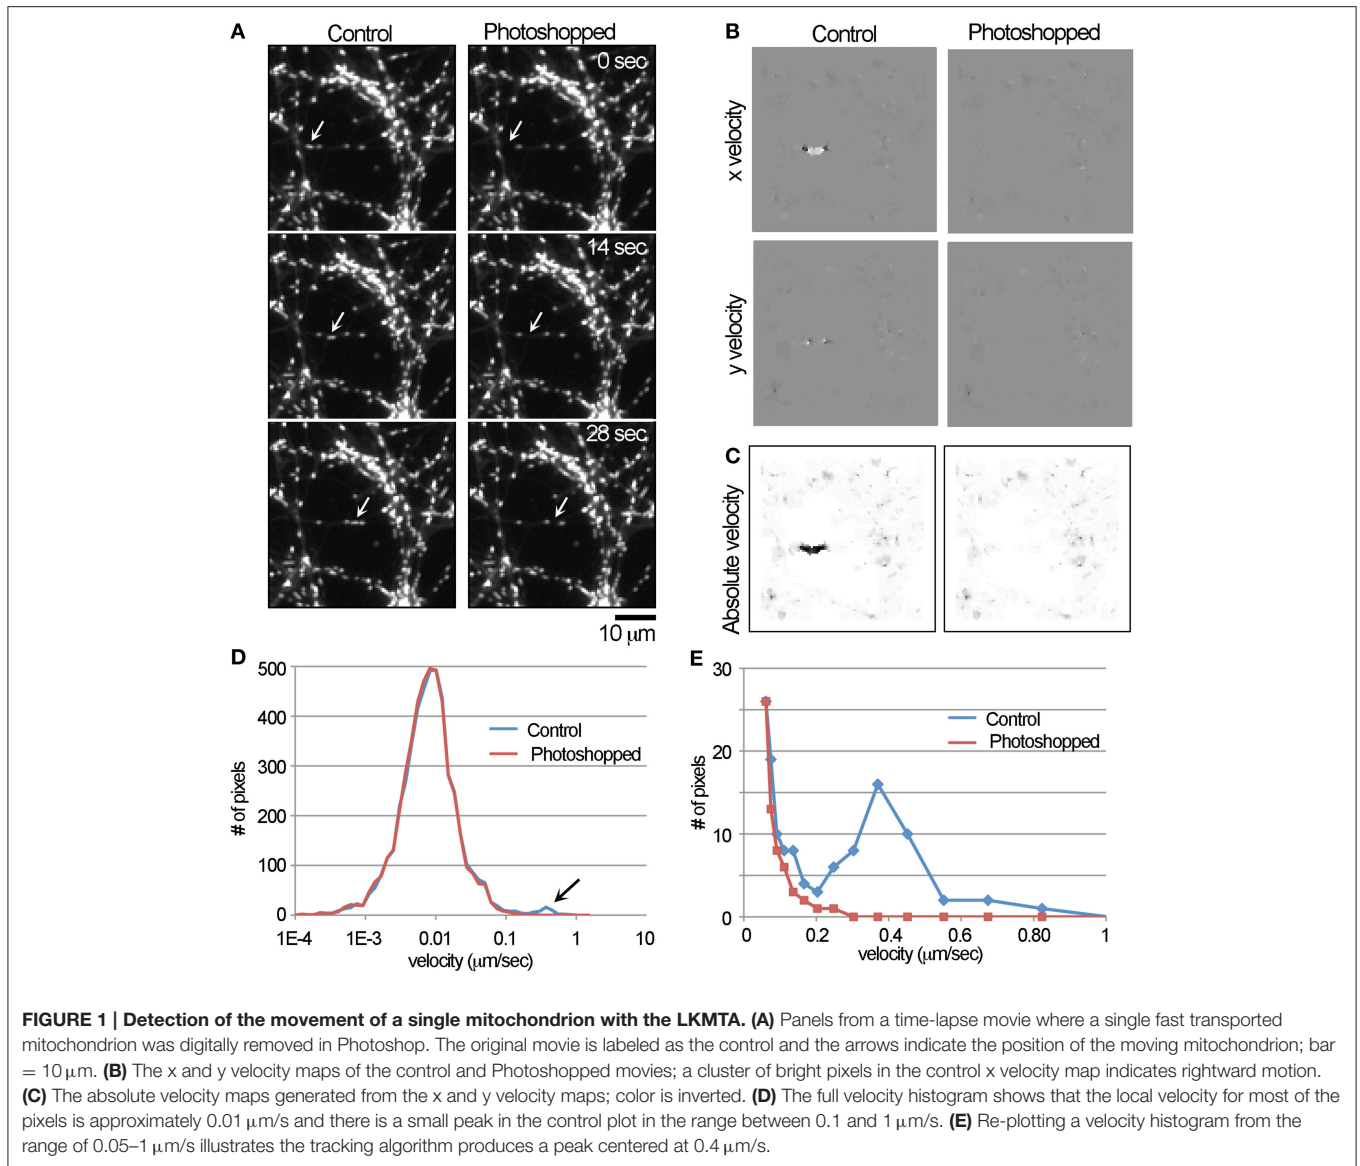 A
Control
Photoshopped
0 sec
14 sec
28 sec
10 µm
B
Control
Photoshopped
x velocity
y velocity
C
Absolute velocity
D
500
400
300
200
100
0
# of pixels
Control
Photoshopped
1E-4 1E-3 0.01 0.1 1 10
velocity (µm/sec)
E
30
20
10
0
# of pixels
Control
Photoshopped
0 0.2 0.4 0.6 0.80 1
velocity (µm/sec)
FIGURE 1 | Detection of the movement of a single mitochondrion with the LKMTA. (A) Panels from a time-lapse movie where a single fast transported
mitochondrion was digitally removed in Photoshop. The original movie is labeled as the control and the arrows indicate the position of the moving mitochondrion; bar
= 10 µm. (B) The x and y velocity maps of the control and Photoshopped movies; a cluster of bright pixels in the control x velocity map indicates rightward motion.
(C) The absolute velocity maps generated from the x and y velocity maps; color is inverted. (D) The full velocity histogram shows that the local velocity for most of the
pixels is approximately 0.01 µm/s and there is a small peak in the control plot in the range between 0.1 and 1 µm/s. (E) Re-plotting a velocity histogram from the
range of 0.05–1 µm/s illustrates the tracking algorithm produces a peak centered at 0.4 µm/s.